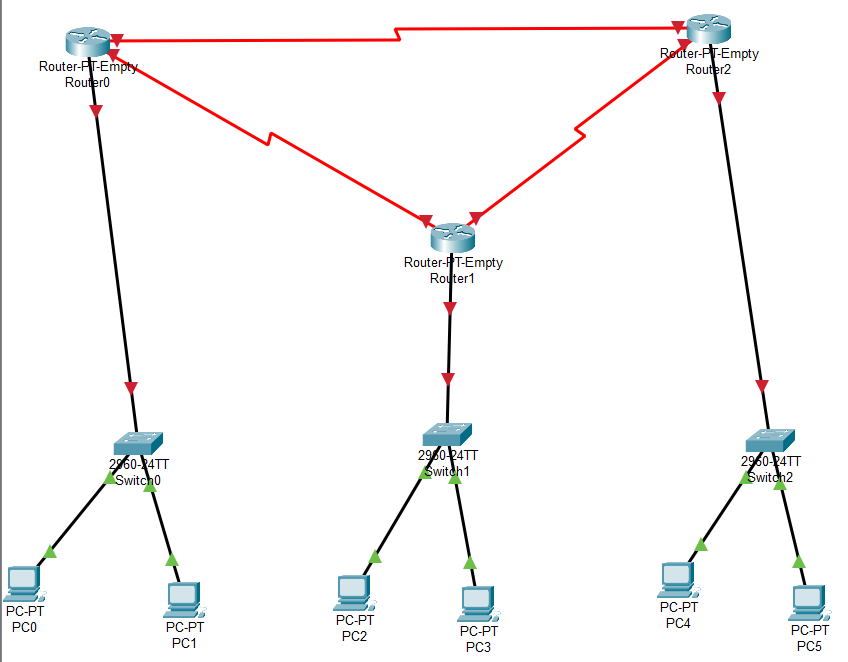 Router-PT-Empty
Router0
Router-PT-Empty
Router2
Router-PT-Empty
Router1
2960-24TT
Switch0
2960-24TT
Switch1
2960-24TT
Switch2
PC-PT
PC0
PC-PT
PC1
PC-PT
PC2
PC-PT
PC3
PC-PT
PC4
PC-PT
PC5